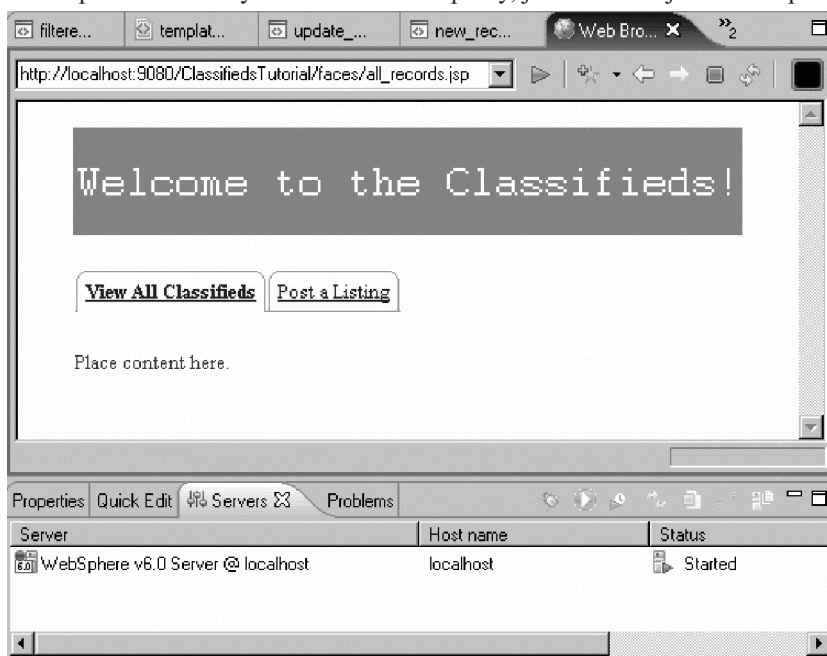 filtere...
templat...
update_...
new_rec...
Web Bro...
»2
http://localhost:9080/ClassifiedsTutorial/faces/all_records.jsp
Welcome to the Classifieds!
View All Classifieds
Post a Listing
Place content here.
Properties
Quick Edit
Servers
Problems
Server
Host name
Status
6.0
WebSphere v6.0 Server @ localhost
localhost
Started